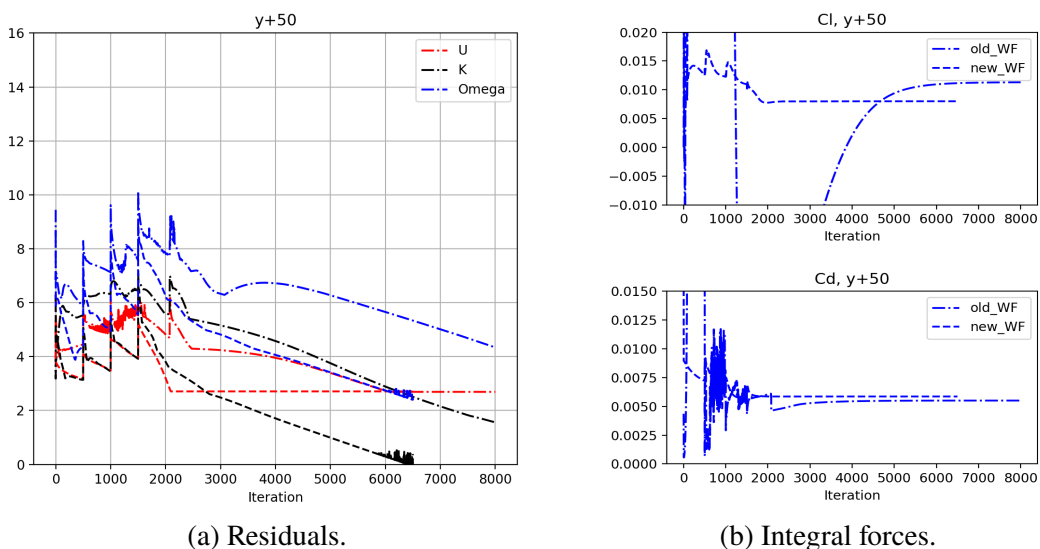 y+50
16
14
12
10
8
6
4
2
0
U
K
Omega
0 1000 2000 3000 4000 5000 6000 7000 8000
Iteration
(a) Residuals.
Cl, y+50
0.020
0.015
0.010
0.005
0.000
−0.005
−0.010
old_WF
new_WF
0 1000 2000 3000 4000 5000 6000 7000 8000
Iteration
Cd, y+50
0.0150
0.0125
0.0100
0.0075
0.0050
0.0025
0.0000
old_WF
new_WF
0 1000 2000 3000 4000 5000 6000 7000 8000
Iteration
(b) Integral forces.